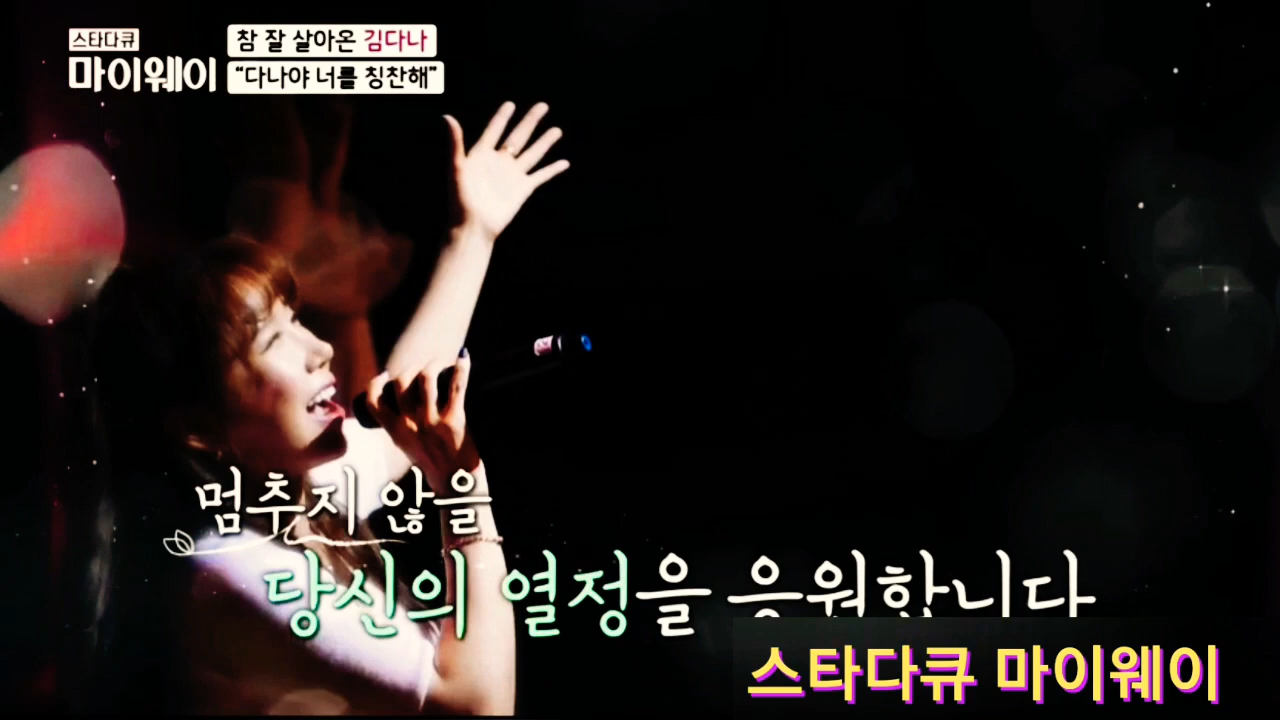 스타다큐
마이웨이
참 잘 살아온 김다나
“다나야 너를 칭찬해”
멈추지 않을
당신의 열정을 응원합니다
스타다큐 마이웨이